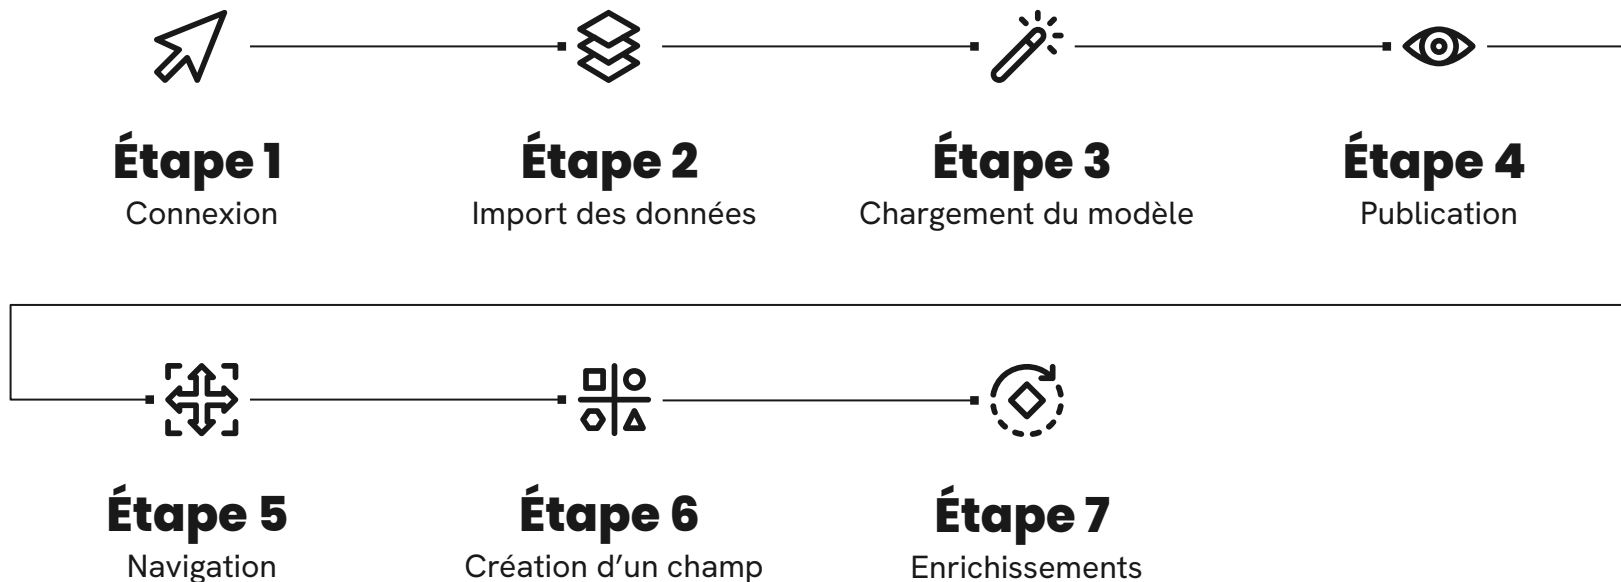 Étape 1
Étape 2
Étape 3
Étape 4
Connexion
Import des données
Chargement du modèle
Publication
Étape 5
Étape 6
Étape 7
Navigation
Création d’un champ
Enrichissements